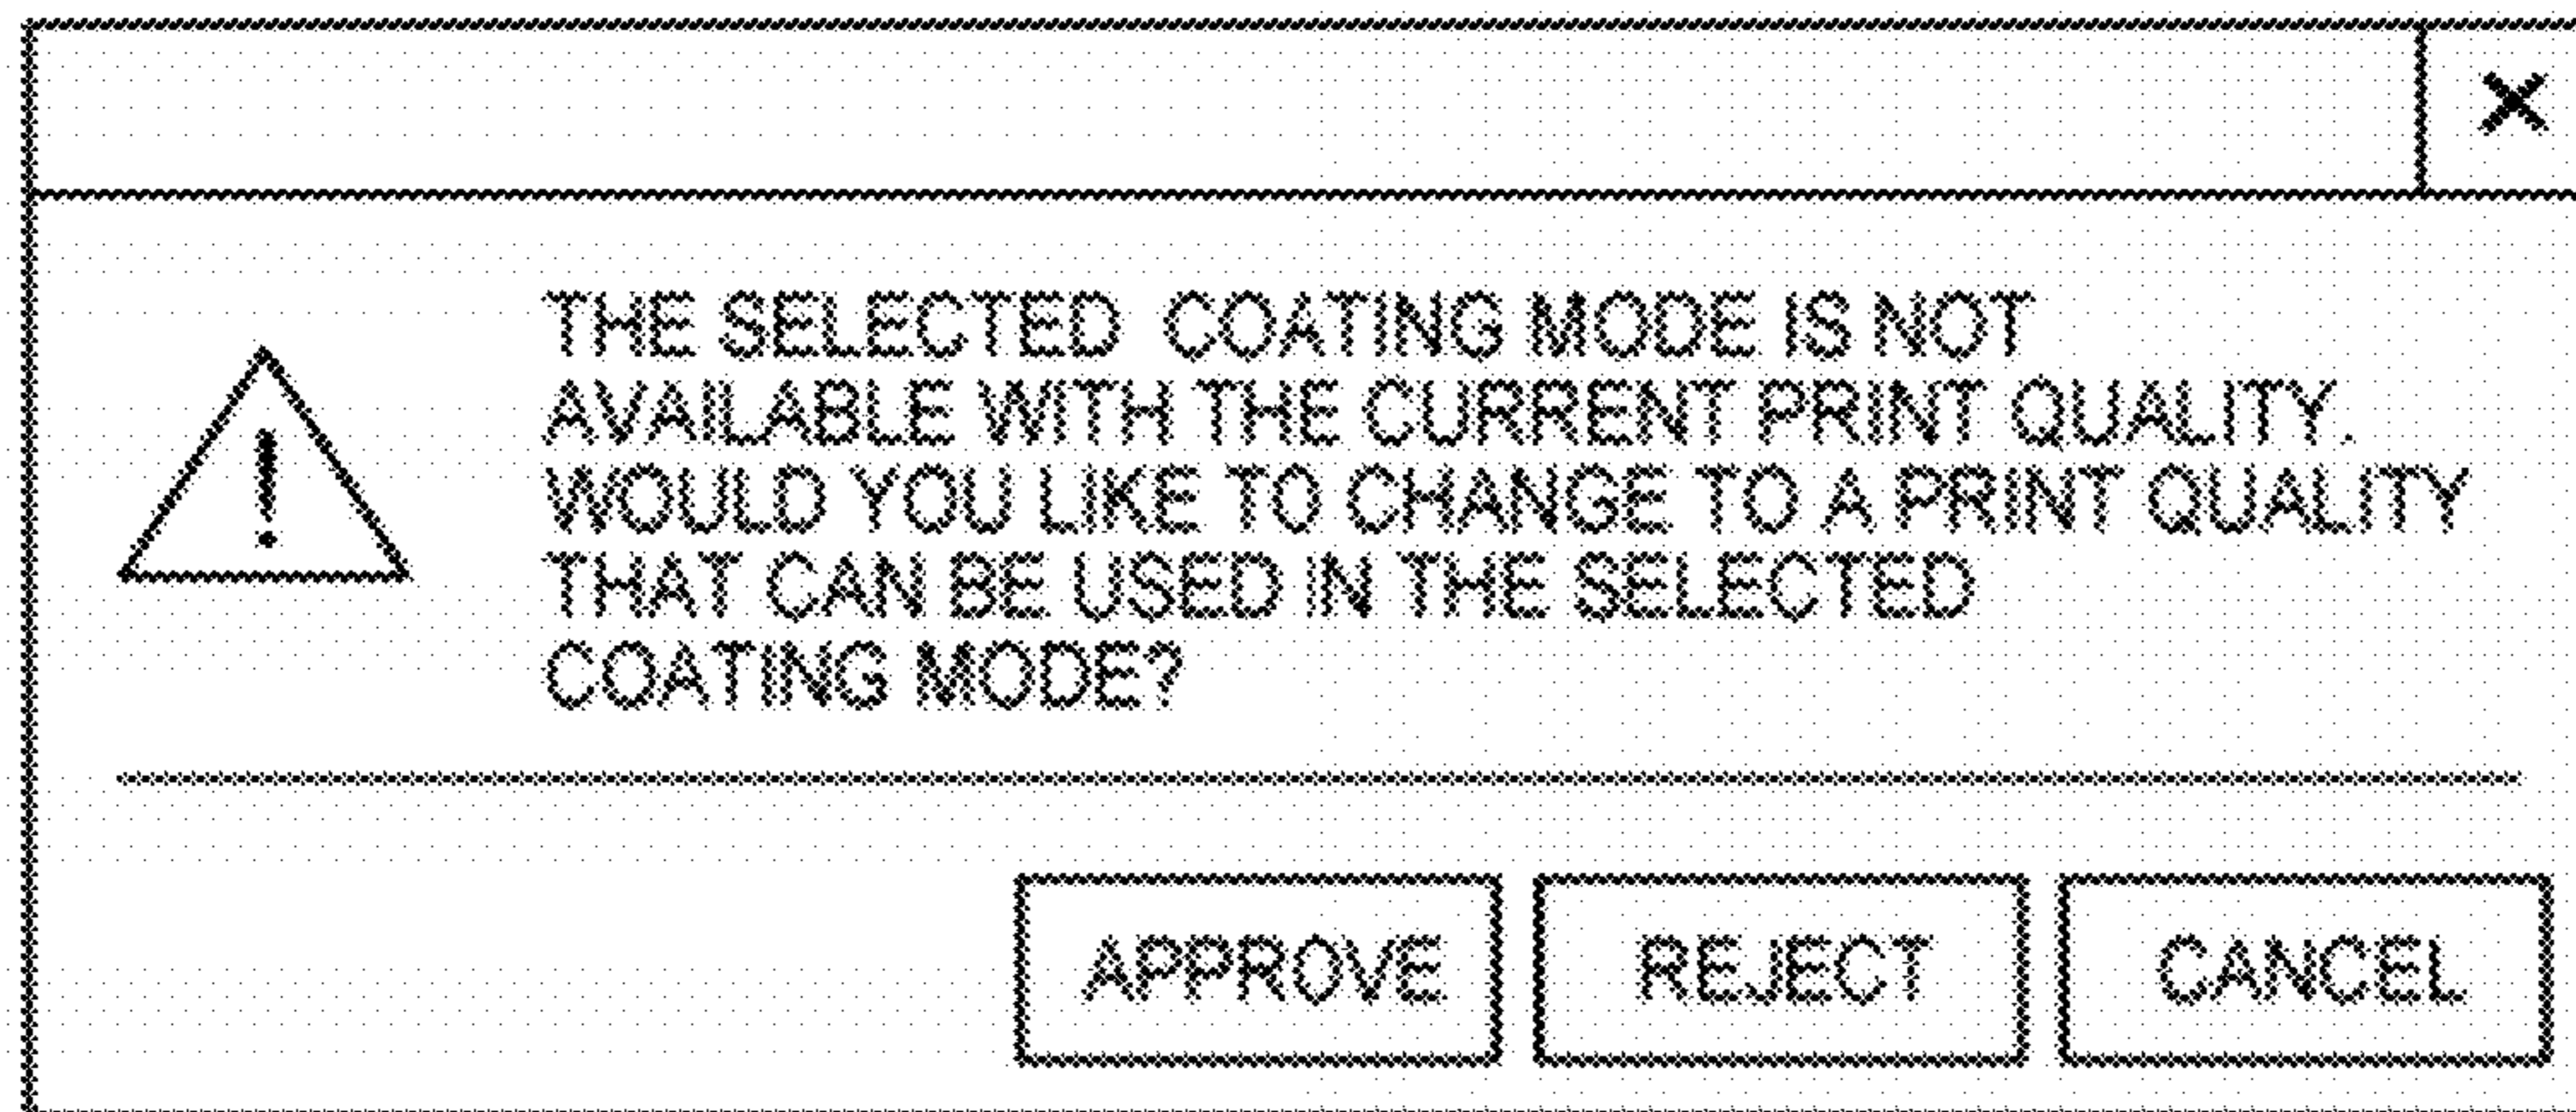 THE SELECTED COATING MODE IS NOT
AVAILABLE WITH THE CURRENT PRINT QUALITY.
WOULD YOU LIKE TO CHANGE TO A PRINT QUALITY
THAT CAN BE USED IN THE SELECTED
COATING MODE?
APPROVE REJECT CANCEL